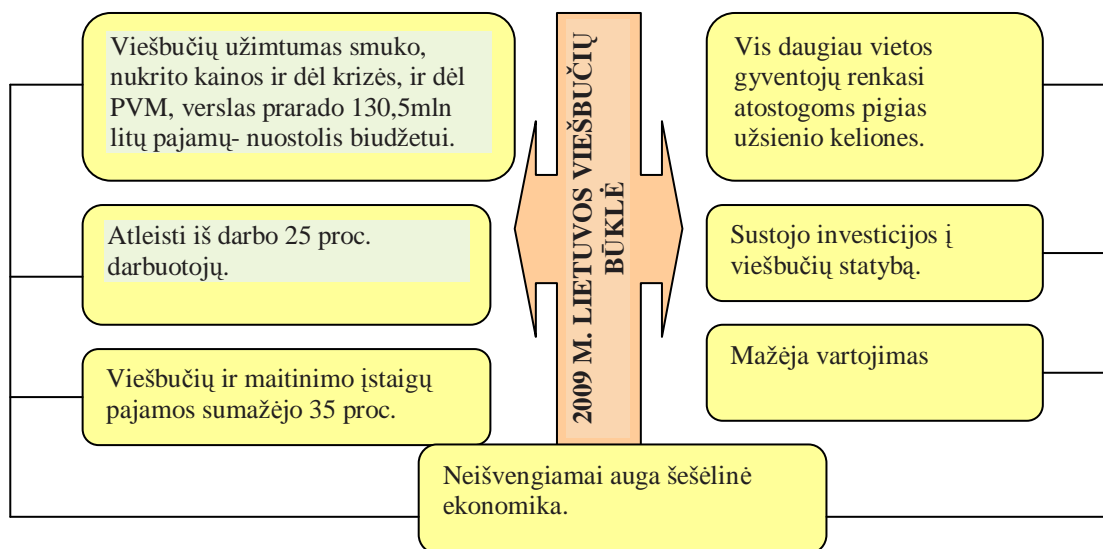 Viešbučių užimtumas smuko,
nukrito kainos ir dėl krizės, ir dėl
PVM, verslas prarado 130,5mln
litų pajamų- nuostolis biudžetui.
Atleisti iš darbo 25 proc.
darbuotojų.
Viešbučių ir maitinimo įstaigų
pajamos sumažėjo 35 proc.
2009 M. LIETUVOS VIEŠBUČIŲ
BŪKLĖ
Vis daugiau vietos
gyventojų renkasi
atostogoms pigias
užsienio keliones.
Sustojo investicijos į
viešbučių statybą.
Mažėja vartojimas
Neišvengiamai auga šešėlinė
ekonomika.